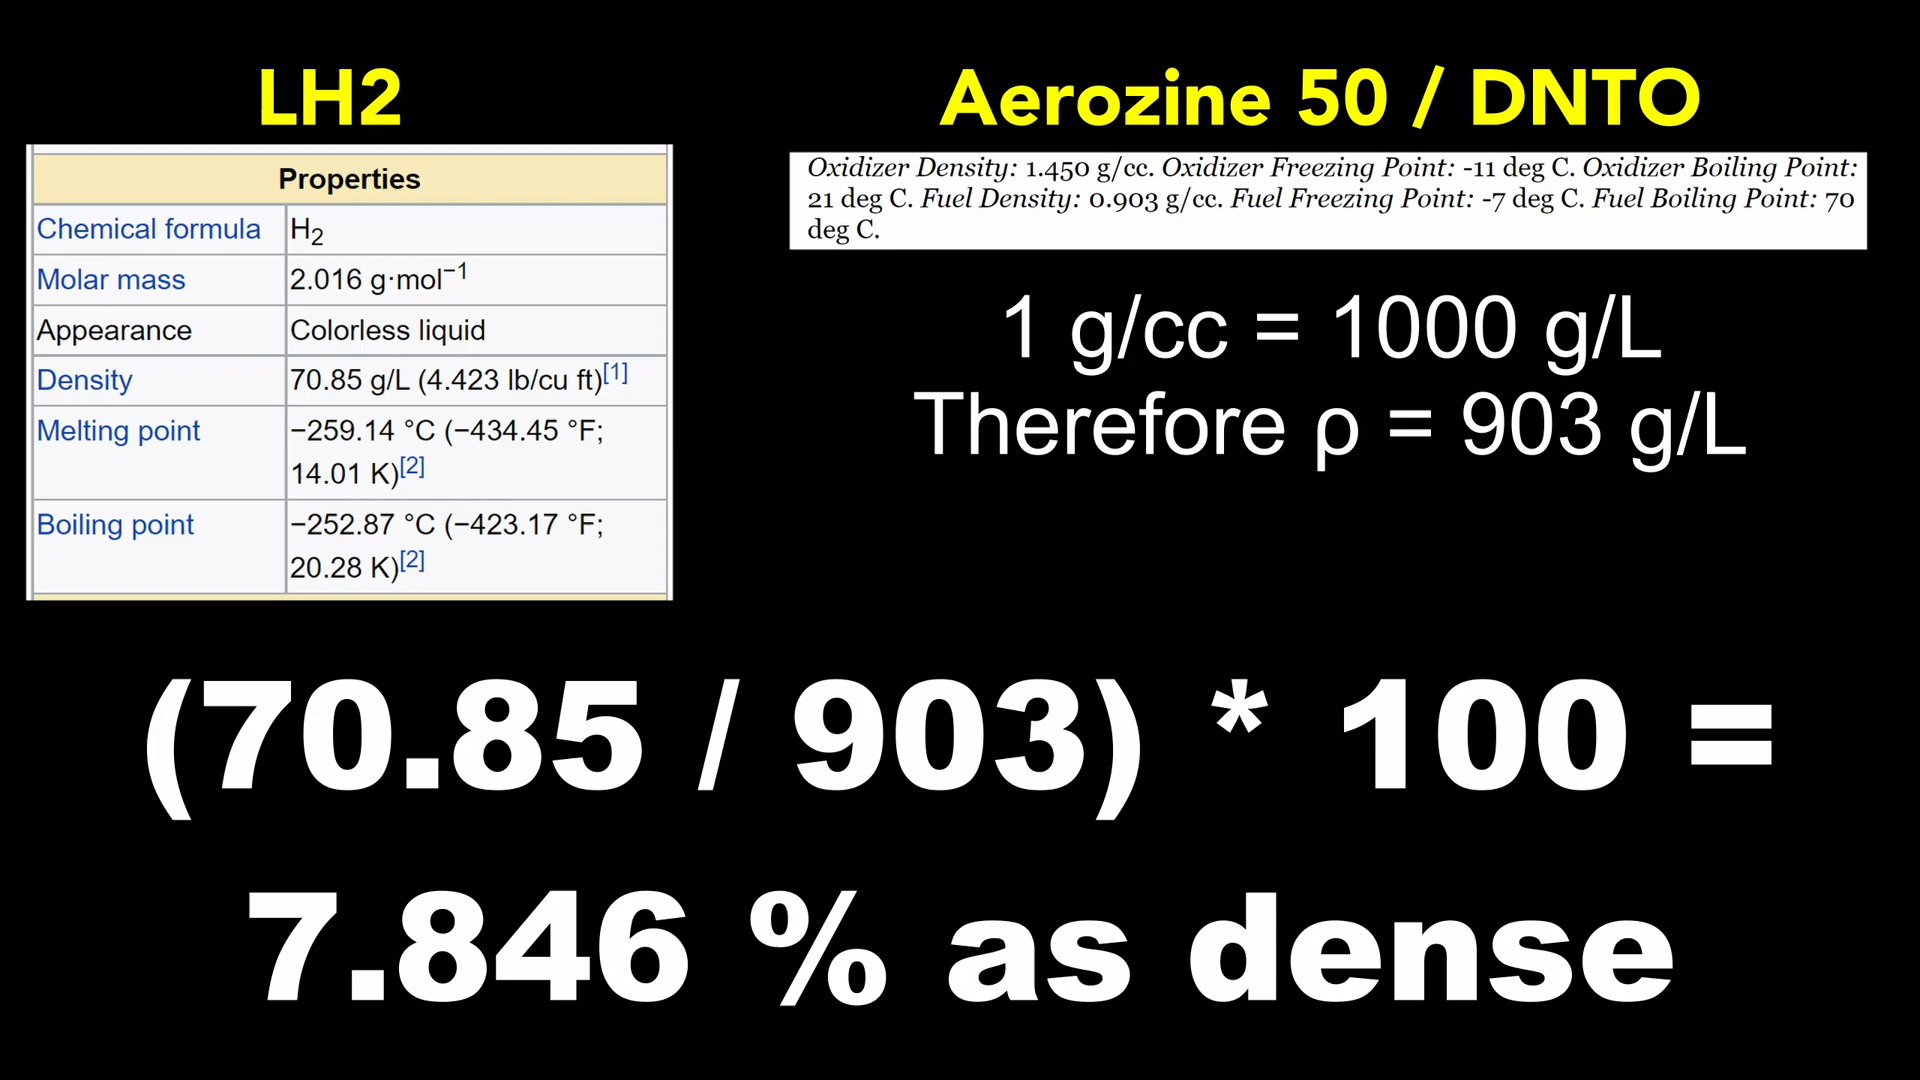 LH2
Properties
Chemical formula H₂
Molar mass 2.016 g·mol⁻¹
Appearance Colorless liquid
Density 70.85 g/L (4.423 lb/cu ft)[1]
Melting point −259.14 °C (−434.45 °F;
14.01 K)[2]
Boiling point −252.87 °C (−423.17 °F;
20.28 K)[2]
Aerozine 50 / DNTO
Oxidizer Density: 1.450 g/cc. Oxidizer Freezing Point: -11 deg C. Oxidizer Boiling Point:
21 deg C. Fuel Density: 0.903 g/cc. Fuel Freezing Point: -7 deg C. Fuel Boiling Point: 70
deg C.
1 g/cc = 1000 g/L
Therefore ρ = 903 g/L
(70.85 / 903) * 100 =
7.846 % as dense